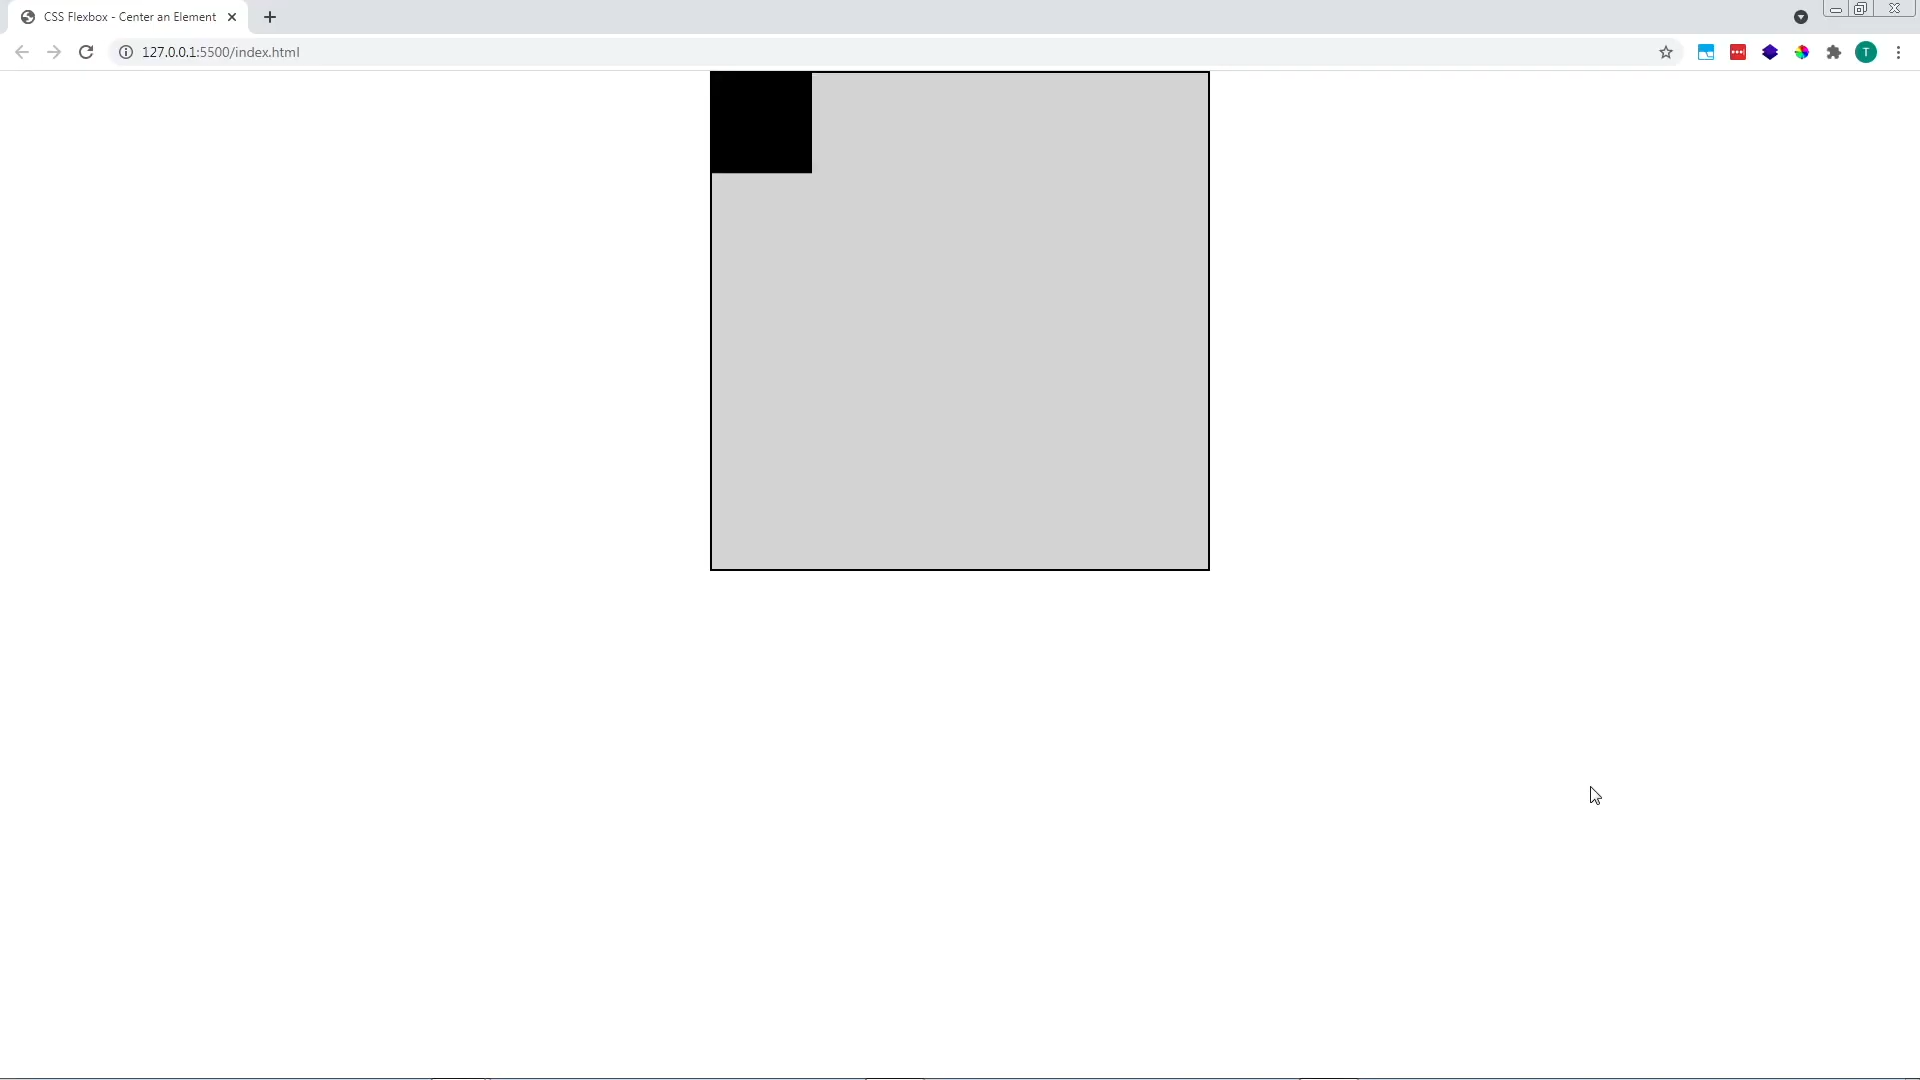 CSS Flexbox - Center an Element
127.0.0.1:5500/index.html
T